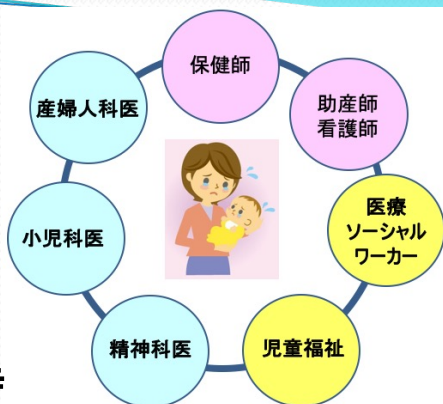 保健師
助産師
看護師
医療
ソーシャル
ワーカー
児童福祉
精神科医
小児科医
産婦人科医